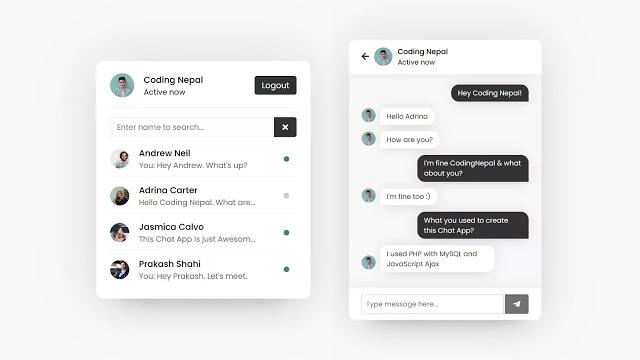 Coding Nepal
Active now
Logout
Enter name to search...
Andrew Neil
You: Hey Andrew. What's up?
Adrina Carter
Hello Coding Nepal. What are...
Jasmica Calvo
This Chat App is just Awesom...
Prakash Shahi
You: Hey Prakash. Let's meet.
Coding Nepal
Active now
Hey Coding Nepal!
Hello Adrina
How are you?
I'm fine CodingNepal & what
about you?
I'm fine too :)
What you used to create
this Chat App?
I used PHP with MySQL and
JavaScript Ajax
Type message here...